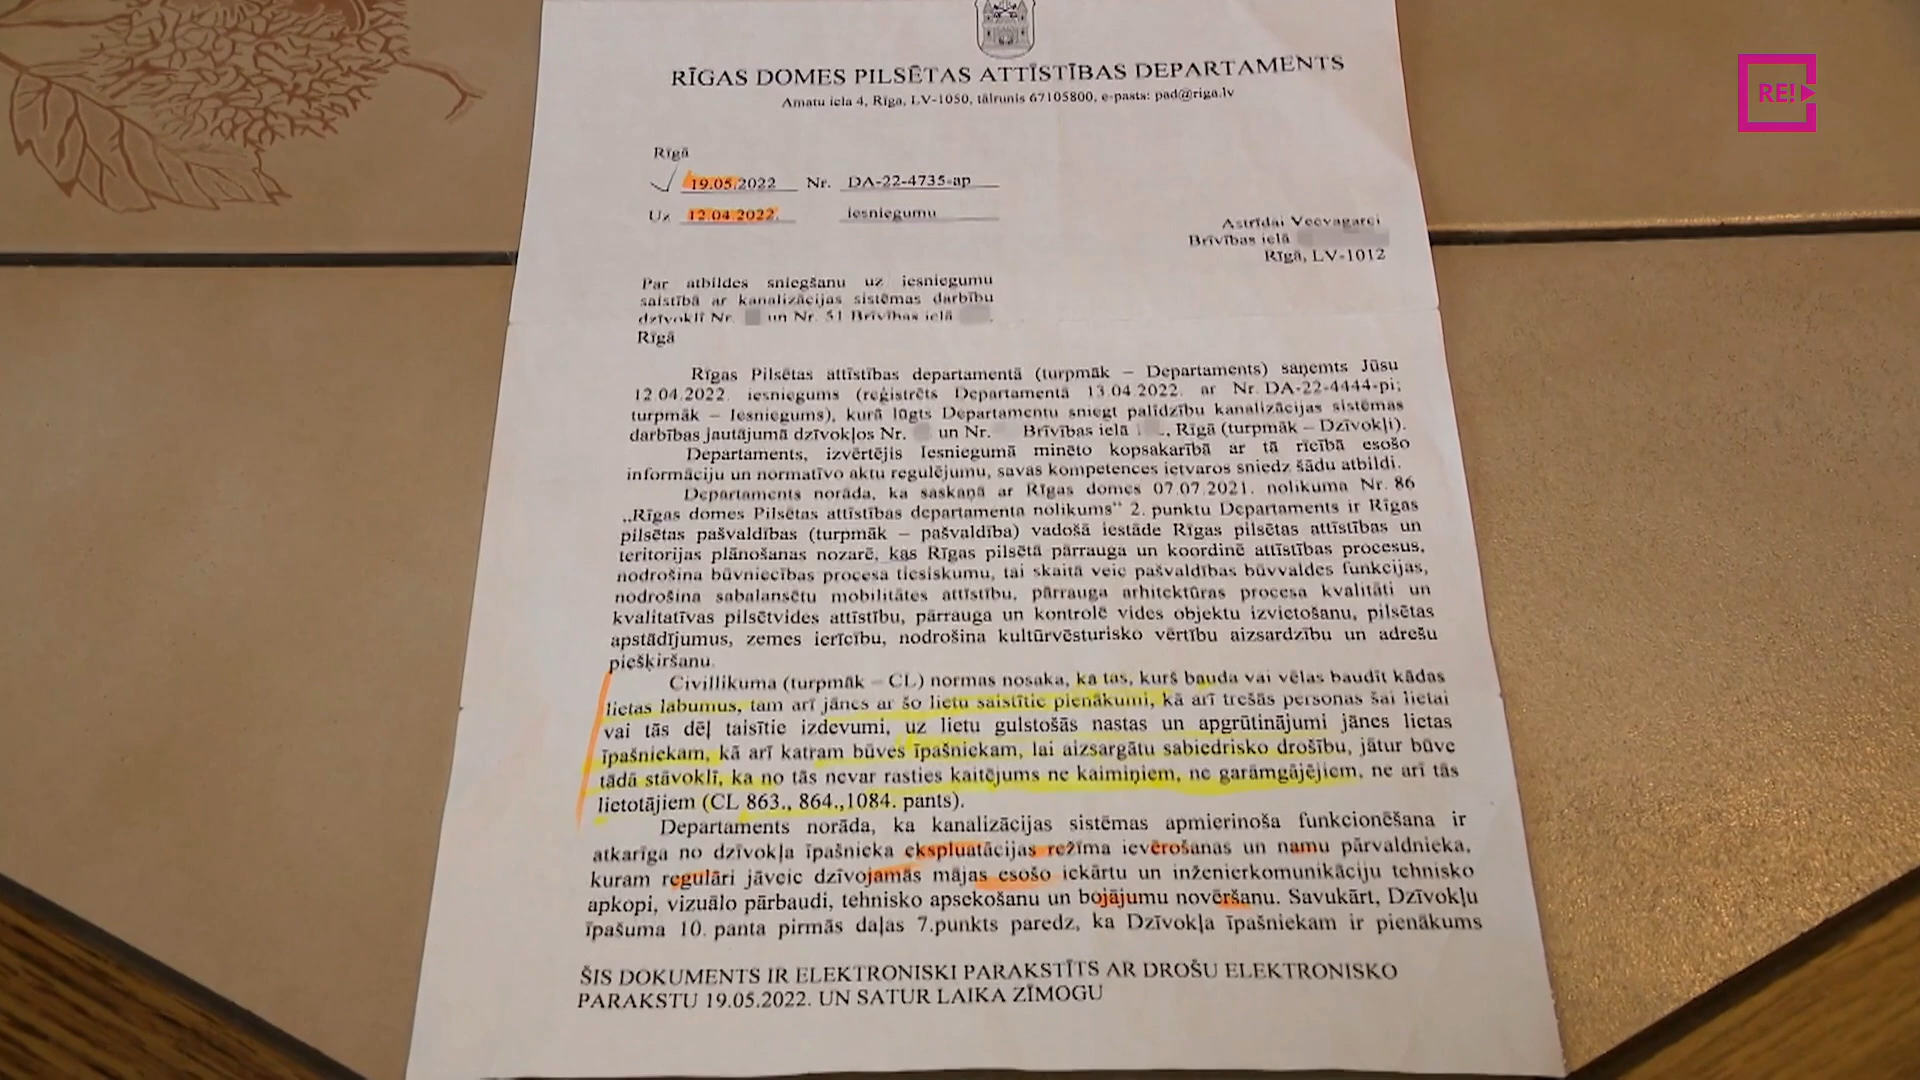 RE!
RĪGAS DOMES PILSĒTAS ATTĪSTĪBAS DEPARTAMENTS
Amatu iela 4, Rīga, LV-1050, tālrunis 67105800, e-pasts: pad@riga.lv
Rīgā
19.05.2022 Nr. DA-22-4735-ap
Uz 12.04.2022. iesniegumu
Astrīdai Vecvagarei
Brīvības ielā
Rīgā, LV-1012
Par atbildes sniegšanu uz iesniegumu
saistībā ar kanalizācijas sistēmas darbību
dzīvoklī Nr. un Nr. 51 Brīvības ielā
Rīgā
Rīgas Pilsētas attīstības departamentā (turpmāk – Departaments) saņemts Jūsu
12.04.2022. iesniegums (reģistrēts Departamentā 13.04.2022. ar Nr. DA-22-4444-pi;
turpmāk – Iesniegums), kurā lūgts Departamentu sniegt palīdzību kanalizācijas sistēmas
darbības jautājumā dzīvokļos Nr. un Nr. Brīvības ielā , Rīgā (turpmāk – Dzīvokļi).
Departaments, izvērtējis Iesniegumā minēto kopsakarībā ar tā rīcībā esošo
informāciju un normatīvo aktu regulējumu, savas kompetences ietvaros sniedz šādu atbildi.
Departaments norāda, ka saskaņā ar Rīgas domes 07.07.2021. nolikuma Nr. 86
„Rīgas domes Pilsētas attīstības departamenta nolikums” 2. punktu Departaments ir Rīgas
pilsētas pašvaldības (turpmāk – pašvaldība) vadošā iestāde Rīgas pilsētas attīstības un
teritorijas plānošanas nozarē, kas Rīgas pilsētā pārrauga un koordinē attīstības procesus,
nodrošina būvniecības procesa tiesiskumu, tai skaitā veic pašvaldības būvvaldes funkcijas,
nodrošina sabalansētu mobilitātes attīstību, pārrauga arhitektūras procesa kvalitāti un
kvalitatīvas pilsētvides attīstību, pārrauga un kontrolē vides objektu izvietošanu, pilsētas
apstādījumus, zemes ierīcību, nodrošina kultūrvēsturisko vērtību aizsardzību un adrešu
piešķiršanu.
Civillikuma (turpmāk – CL) normas nosaka, ka tas, kurš bauda vai vēlas baudīt kādas
lietas labumus, tam arī jānes ar šo lietu saistītie pienākumi, kā arī trešās personas šai lietai
vai tās dēļ taisītie izdevumi, uz lietu gulstošās nastas un apgrūtinājumi jānes lietas
īpašniekam, kā arī katram būves īpašniekam, lai aizsargātu sabiedrisko drošību, jātur būve
tādā stāvoklī, ka no tās nevar rasties kaitējums ne kaimiņiem, ne garāmgājējiem, ne arī tās
lietotājiem (CL 863., 864.,1084. pants).
Departaments norāda, ka kanalizācijas sistēmas apmierinoša funkcionēšana ir
atkarīga no dzīvokļa īpašnieka ekspluatācijas režīma ievērošanas un namu pārvaldnieka,
kuram regulāri jāveic dzīvojamās mājas esošo iekārtu un inženierkomunikāciju tehnisko
apkopi, vizuālo pārbaudi, tehnisko apsekošanu un bojājumu novēršanu. Savukārt, Dzīvokļu
īpašuma 10. panta pirmās daļas 7.punkts paredz, ka Dzīvokļa īpašniekam ir pienākums
ŠIS DOKUMENTS IR ELEKTRONISKI PARAKSTĪTS AR DROŠU ELEKTRONISKO
PARAKSTU 19.05.2022. UN SATUR LAIKA ZĪMOGU